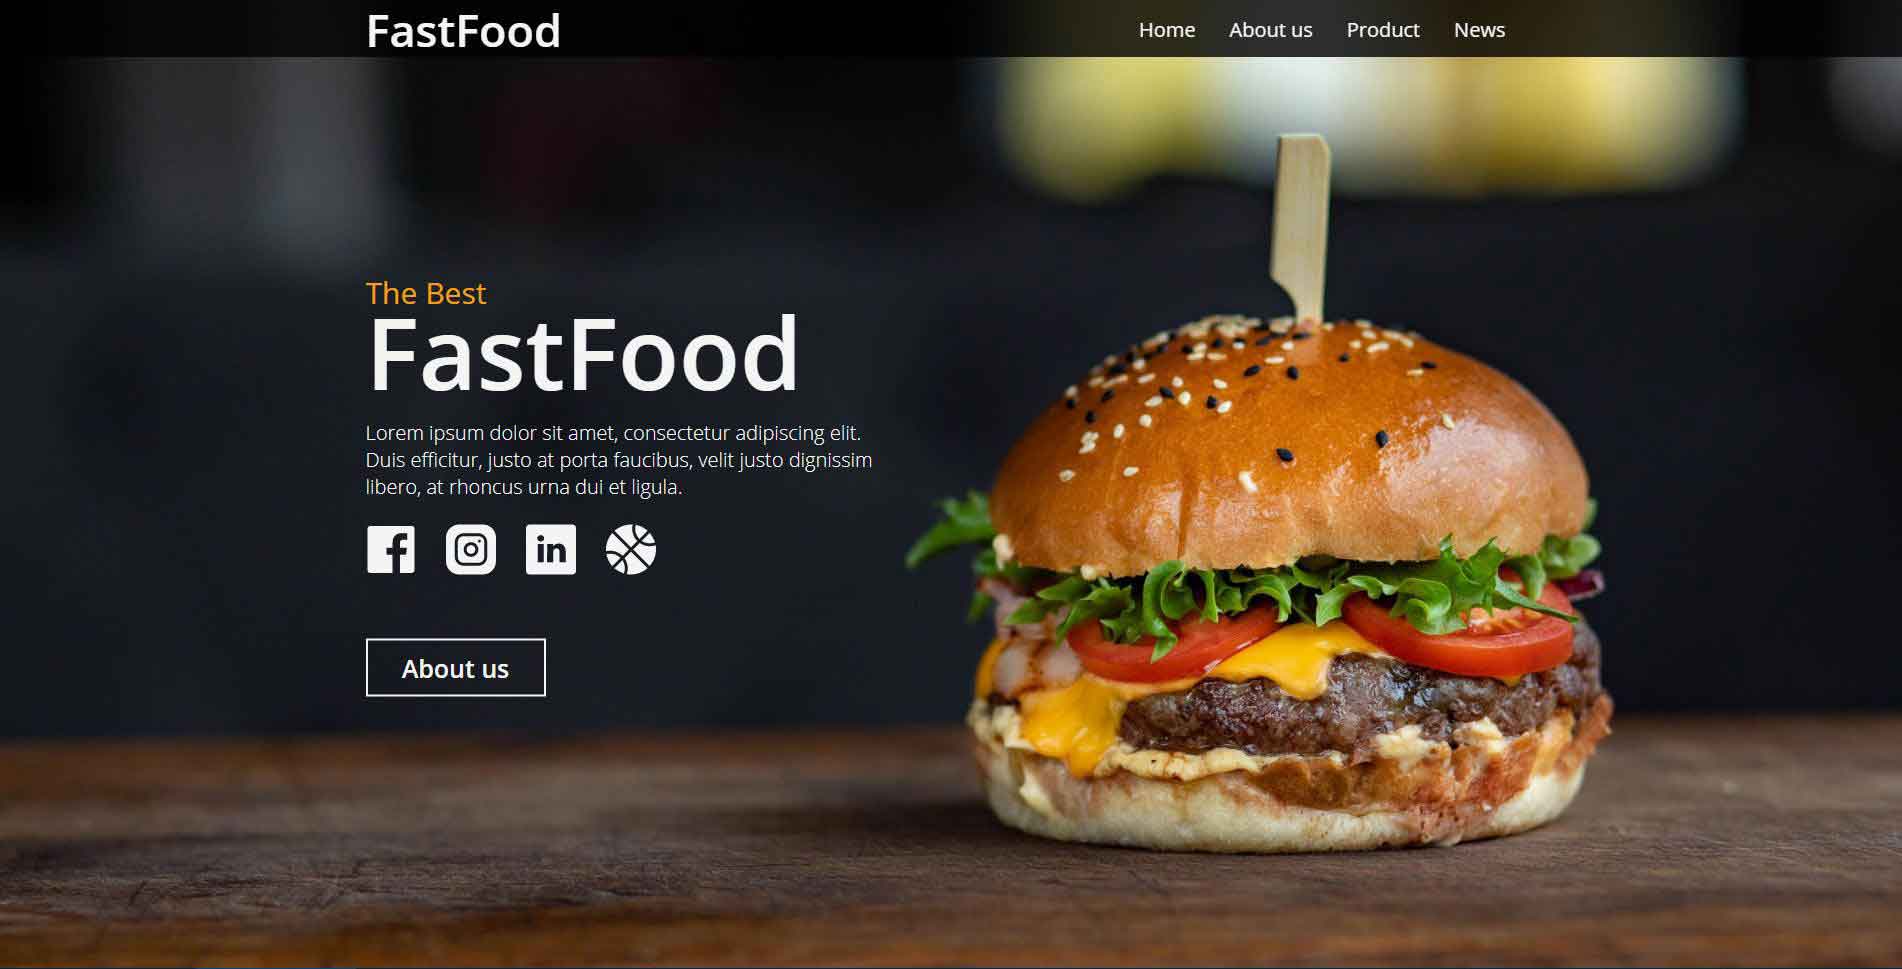 FastFood
Home About us Product News
The Best
FastFood
Lorem ipsum dolor sit amet, consectetur adipiscing elit.
Duis efficitur, justo at porta faucibus, velit justo dignissim
libero, at rhoncus urna dui et ligula.
in
About us